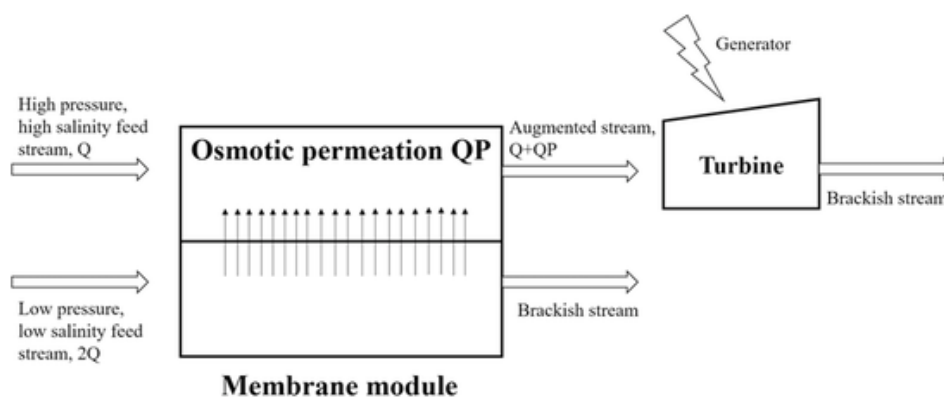 High pressure,
high salinity feed
stream, Q
Osmotic permeation QP
Augmented stream,
Q+QP
Generator
Turbine
Brackish stream
Low pressure,
low salinity feed
stream, 2Q
Brackish stream
Membrane module